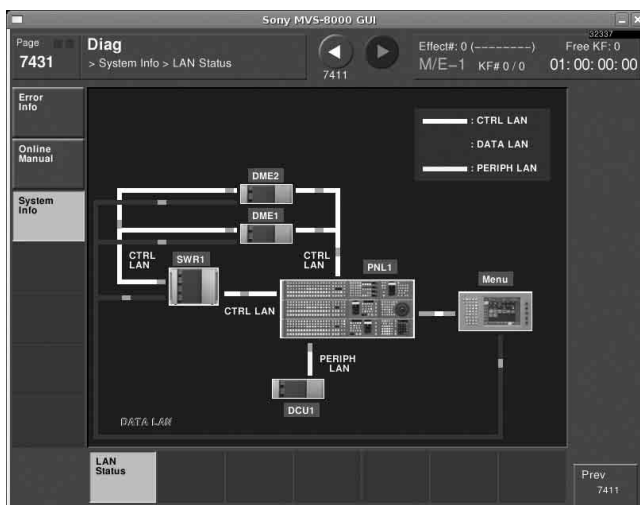 Sony MVS-8000 GUI
Page
7431
Diag
> System Info > LAN Status
7411
32337
Effect#: 0 (--------)
Free KF: 0
M/E-1 KF# 0 / 0
01: 00: 00: 00
Error
Info
Online
Manual
System
Info
: CTRL LAN
: DATA LAN
: PERIPH LAN
DME2
DME1
CTRL
LAN
SWR1
CTRL
LAN
PNL1
Menu
CTRL LAN
PERIPH
LAN
DCU1
DATA LAN
LAN
Status
Prev
7411